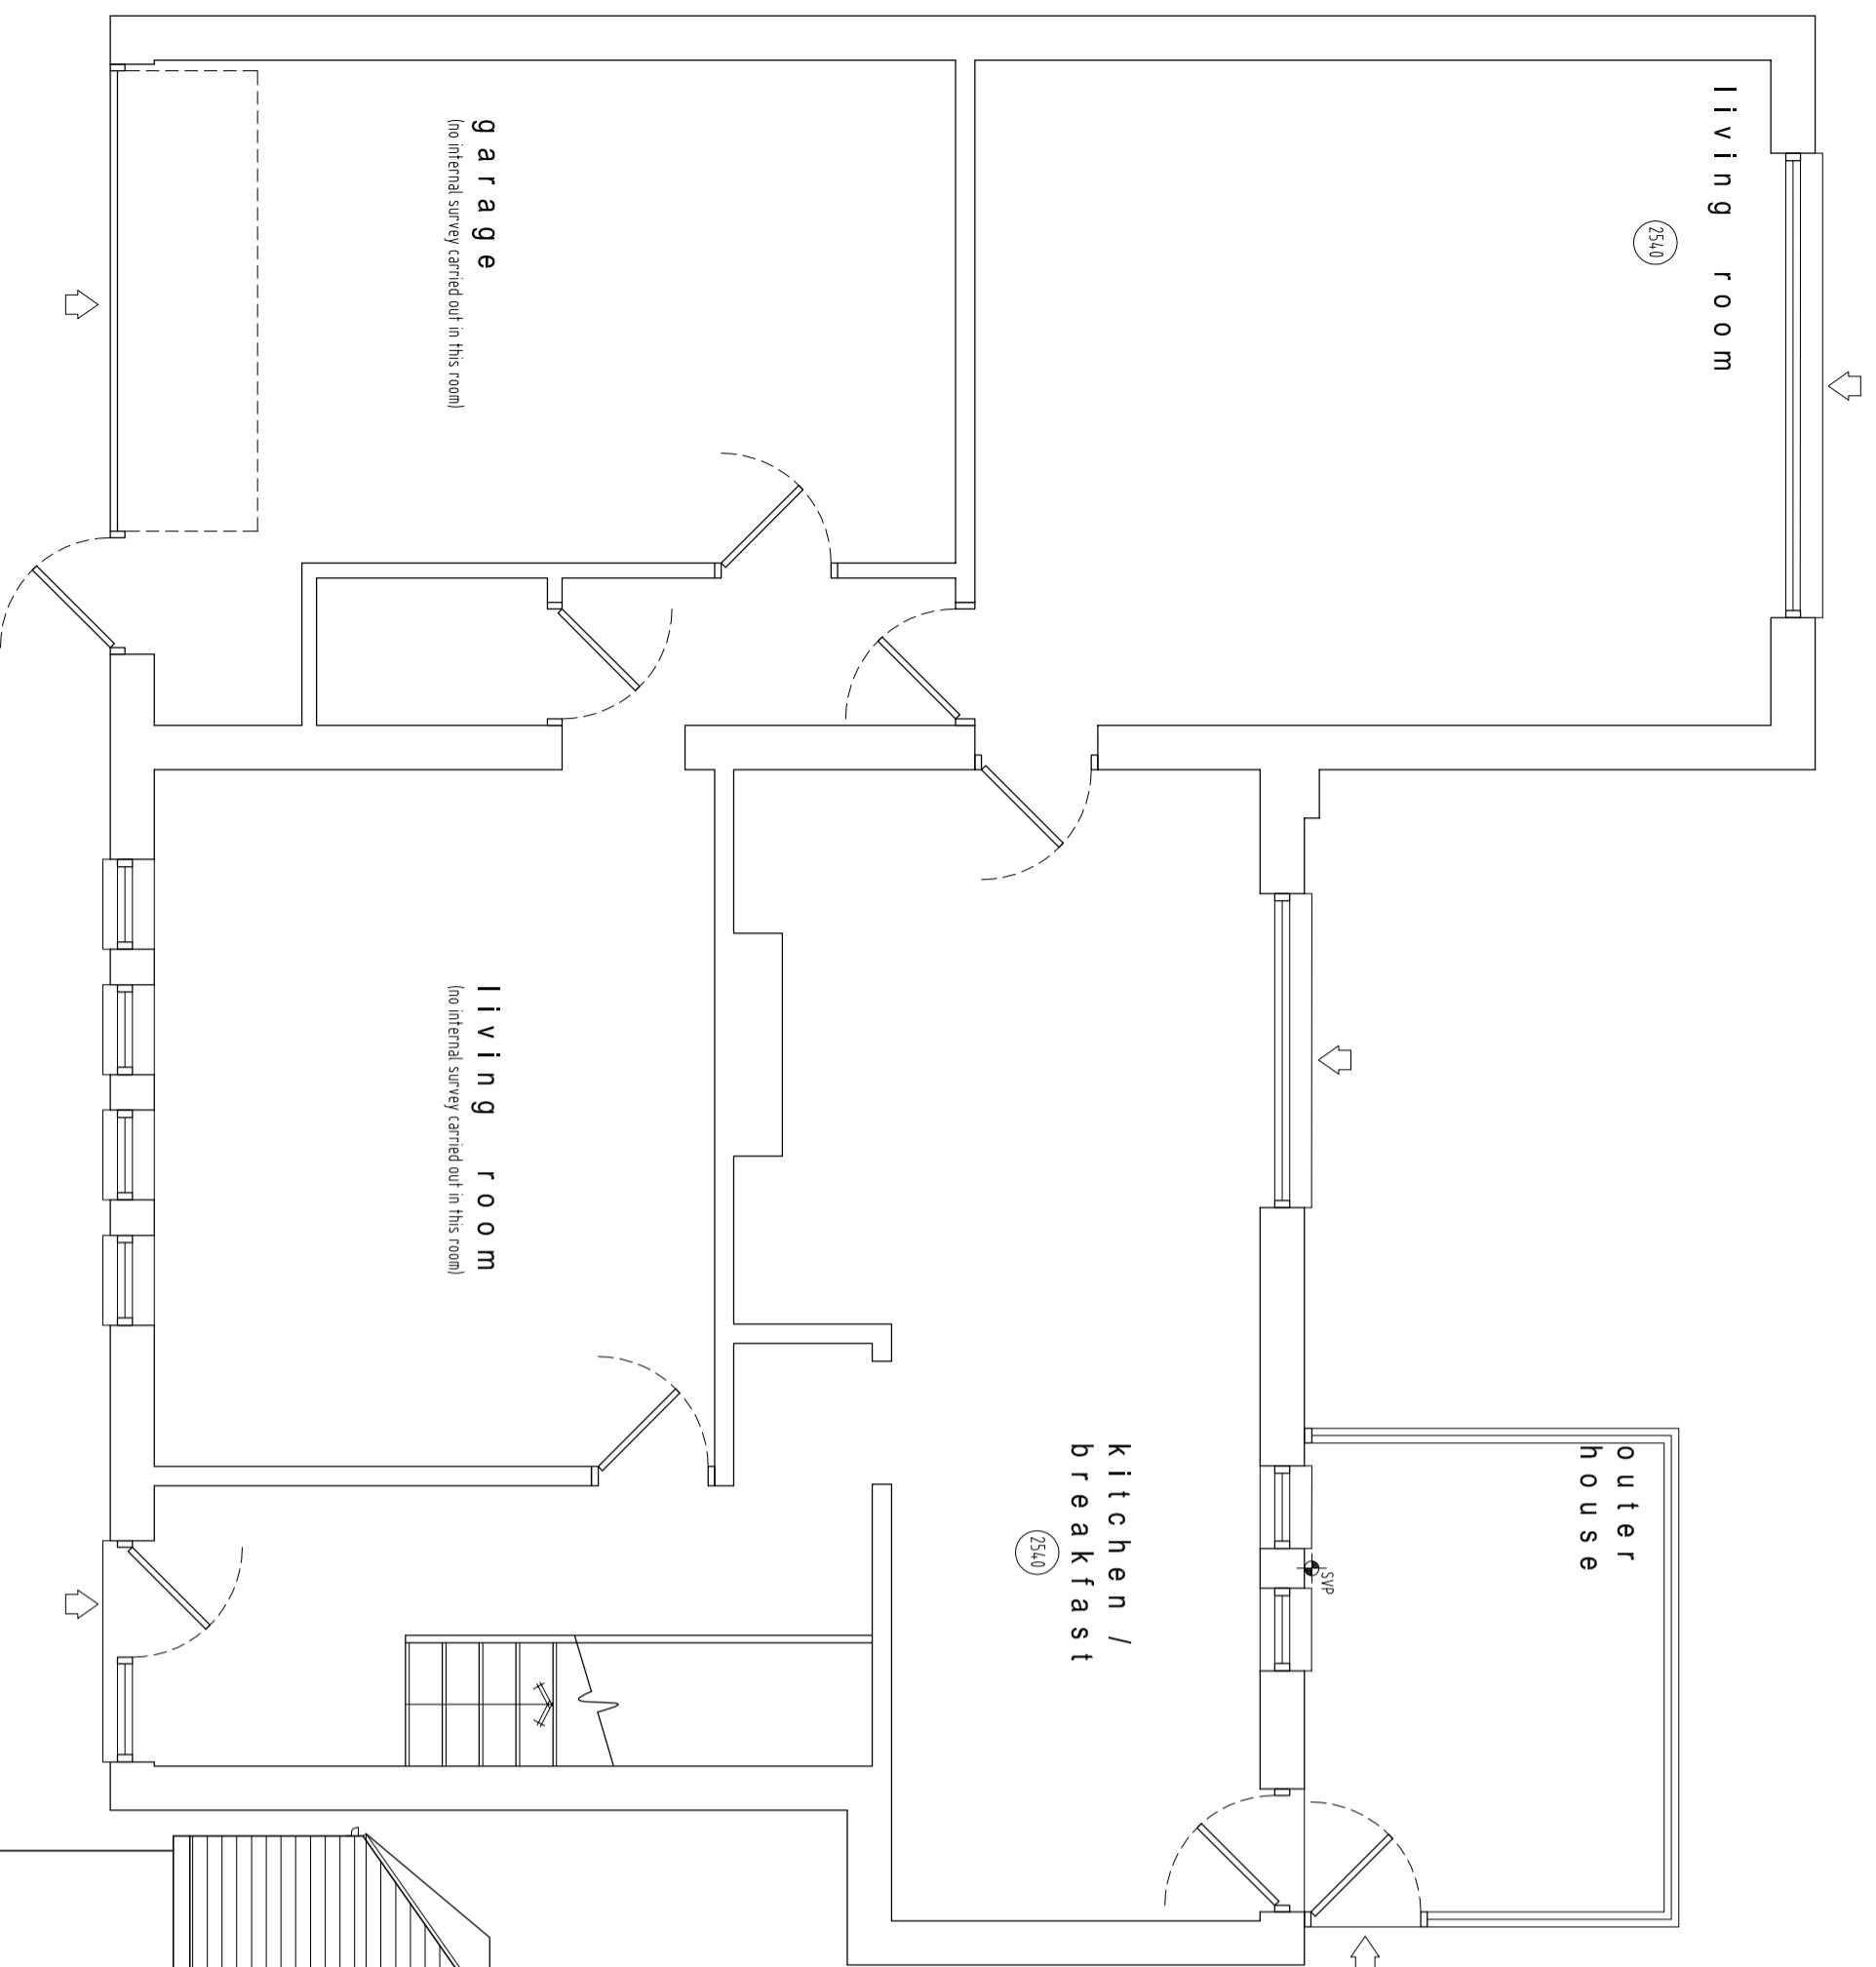 living room
2540
garage
(no internal survey carried out in this room)
outer
house
kitchen /
breakfast
2540
SVP
living room
(no internal survey carried out in this room)